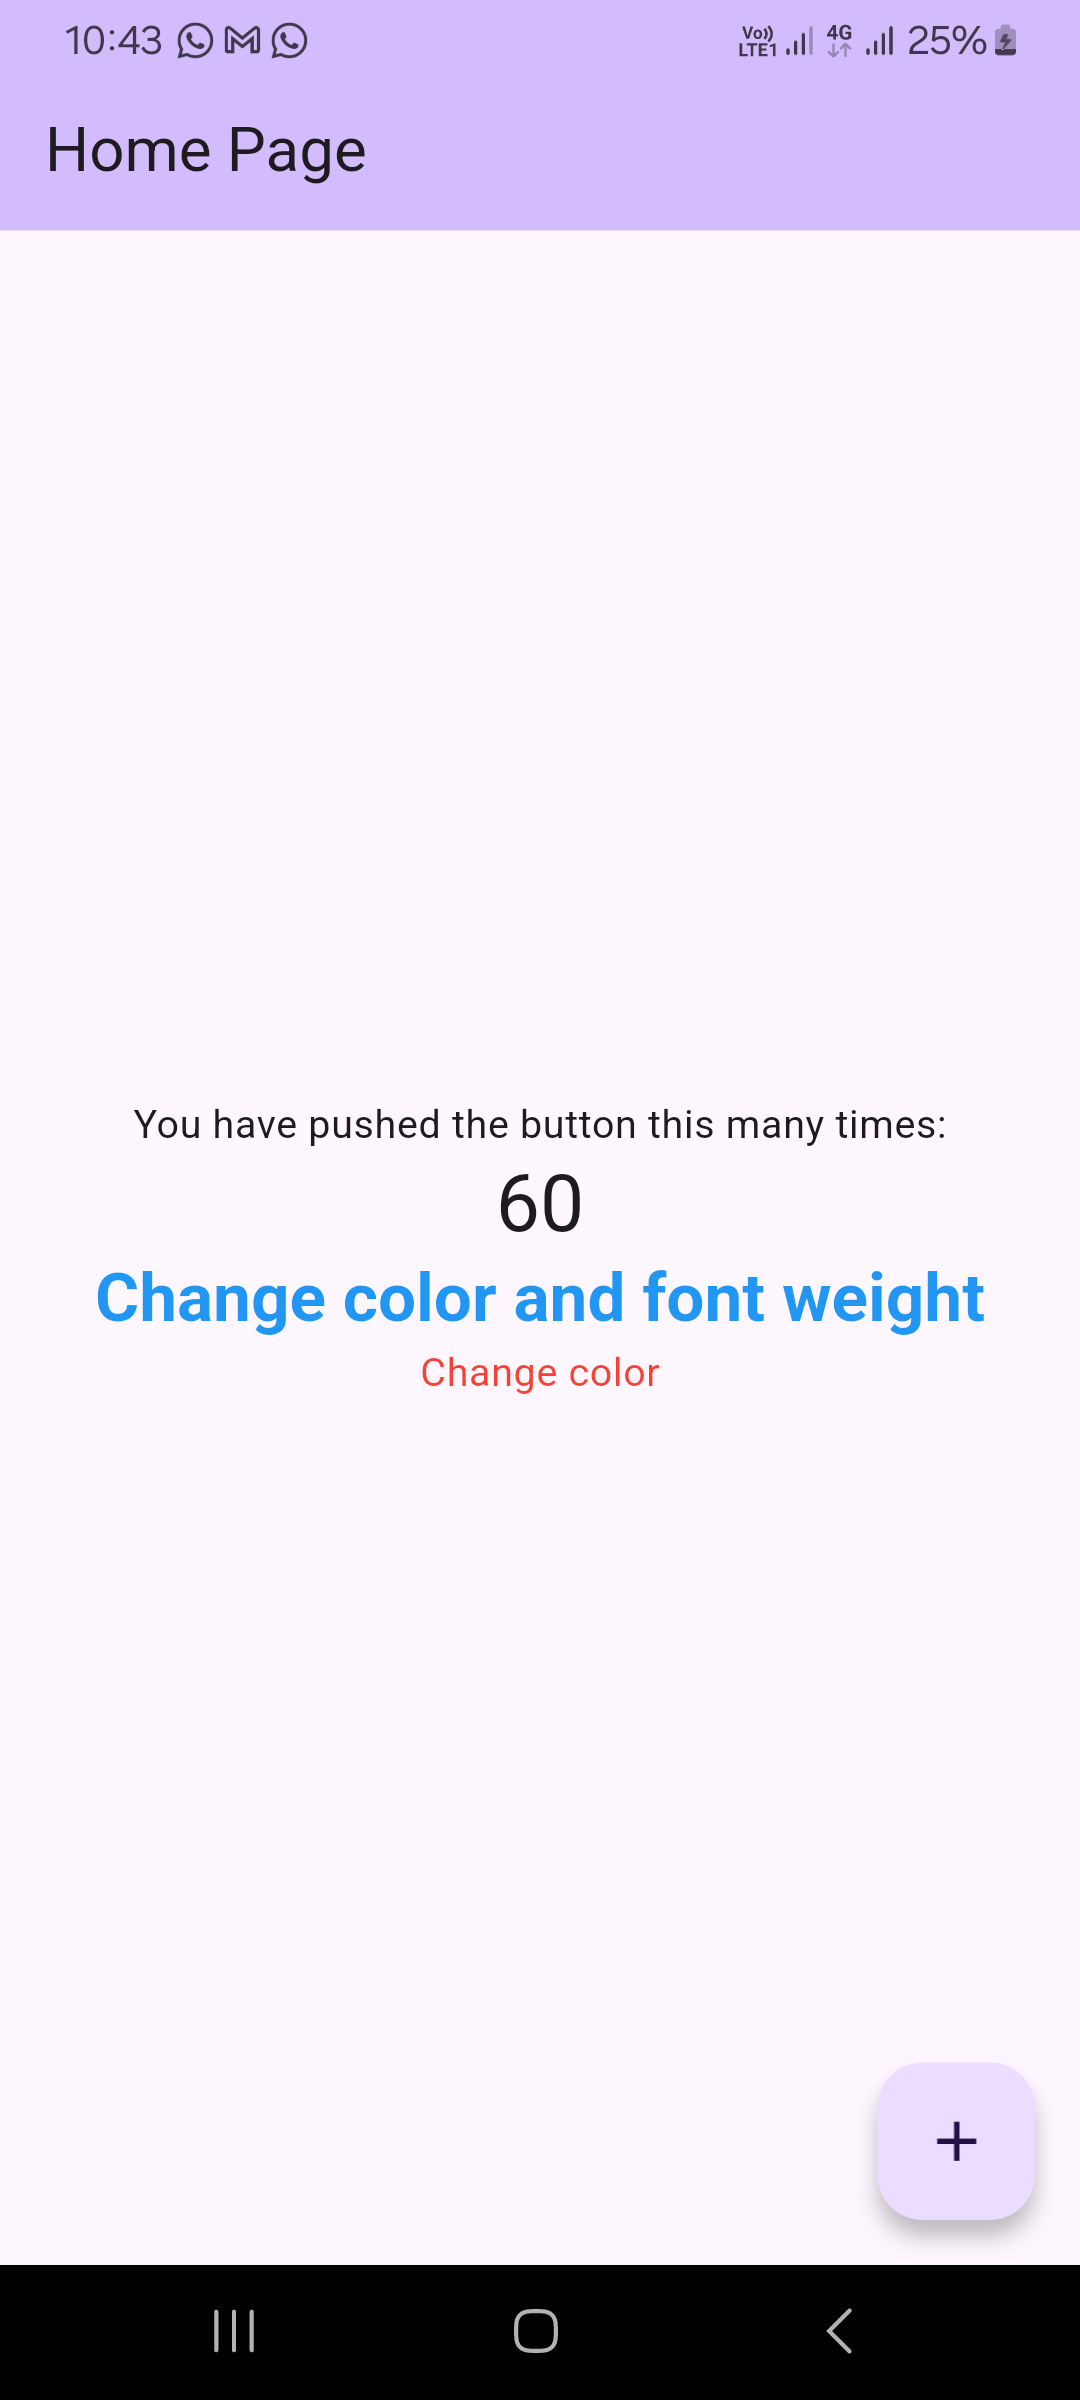 10:43 Vo)) LTE1 4G 25%
Home Page
You have pushed the button this many times:
60
Change color and font weight
Change color